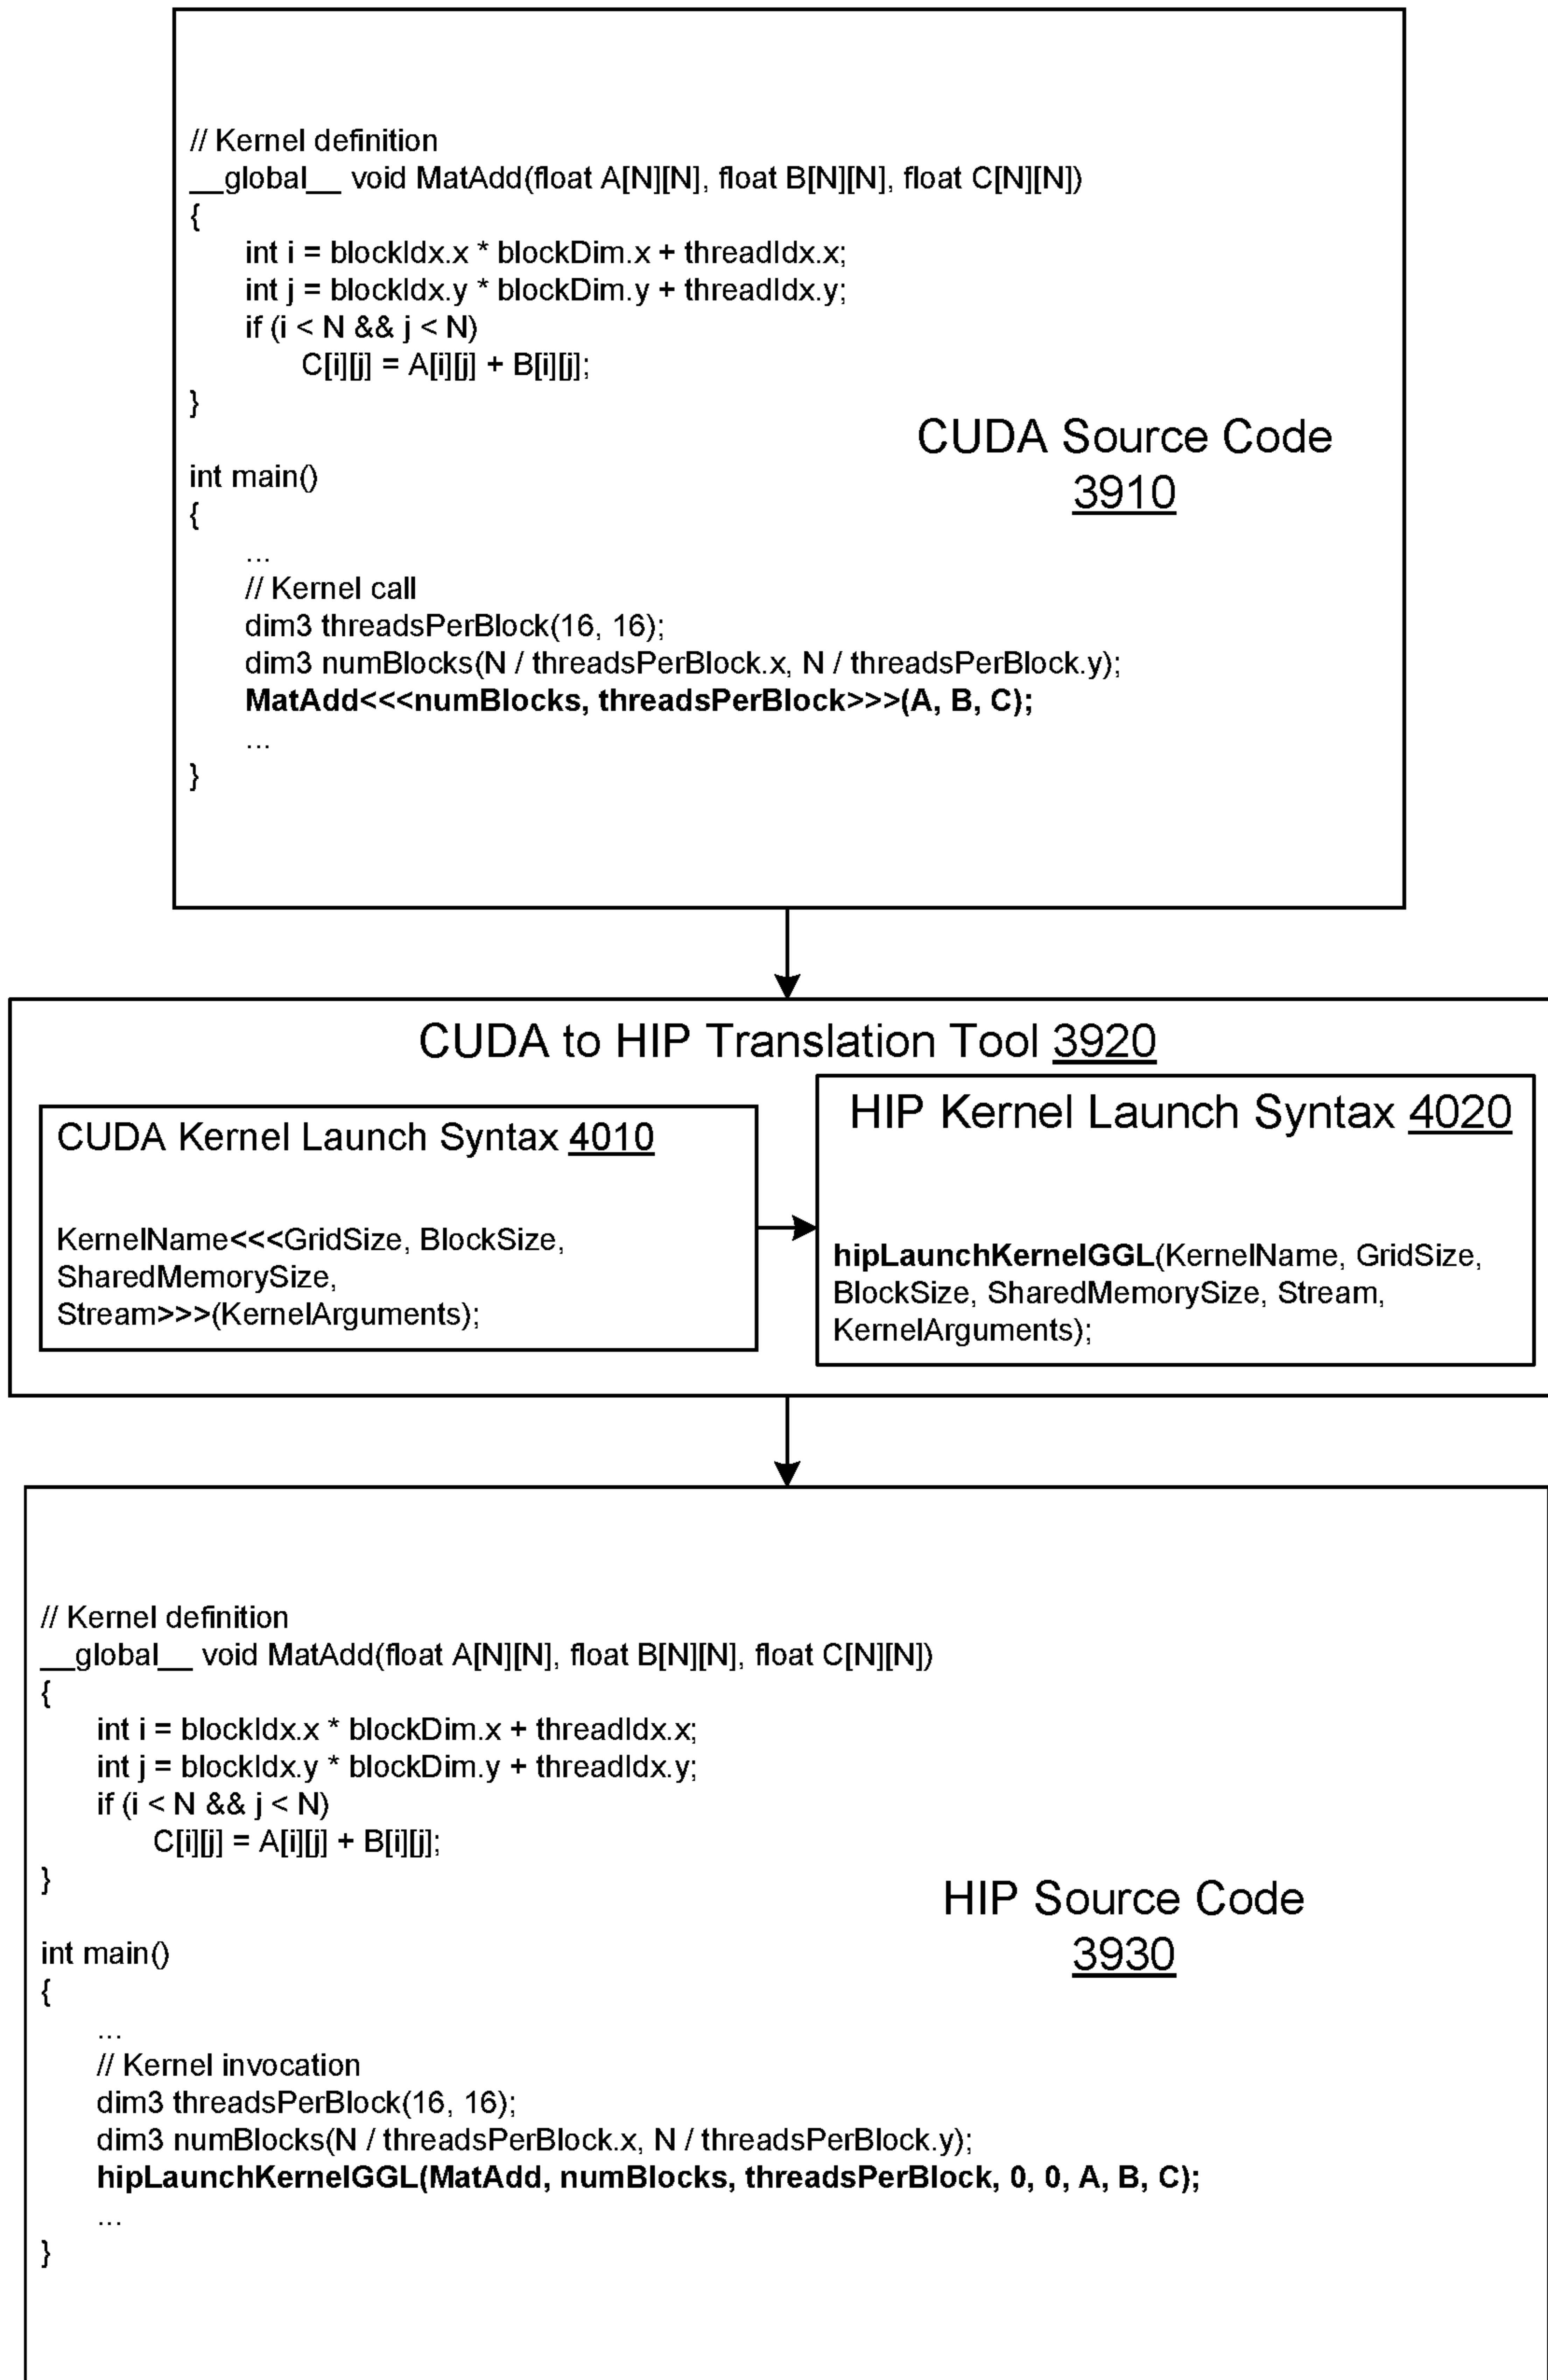 // Kernel definition
__global__ void MatAdd(float A[N][N], float B[N][N], float C[N][N])
{
int i = blockIdx.x * blockDim.x + threadIdx.x;
int j = blockIdx.y * blockDim.y + threadIdx.y;
if (i < N && j < N)
C[i][j] = A[i][j] + B[i][j];
}
CUDA Source Code
3910
int main()
{
...
// Kernel call
dim3 threadsPerBlock(16, 16);
dim3 numBlocks(N / threadsPerBlock.x, N / threadsPerBlock.y);
MatAdd<<<numBlocks, threadsPerBlock>>>(A, B, C);
...
}
CUDA to HIP Translation Tool 3920
CUDA Kernel Launch Syntax 4010
KernelName<<<GridSize, BlockSize,
SharedMemorySize,
Stream>>>(KernelArguments);
HIP Kernel Launch Syntax 4020
hipLaunchKernelGGL(KernelName, GridSize,
BlockSize, SharedMemorySize, Stream,
KernelArguments);
// Kernel definition
__global__ void MatAdd(float A[N][N], float B[N][N], float C[N][N])
{
int i = blockIdx.x * blockDim.x + threadIdx.x;
int j = blockIdx.y * blockDim.y + threadIdx.y;
if (i < N && j < N)
C[i][j] = A[i][j] + B[i][j];
}
HIP Source Code
3930
int main()
{
...
// Kernel invocation
dim3 threadsPerBlock(16, 16);
dim3 numBlocks(N / threadsPerBlock.x, N / threadsPerBlock.y);
hipLaunchKernelGGL(MatAdd, numBlocks, threadsPerBlock, 0, 0, A, B, C);
...
}